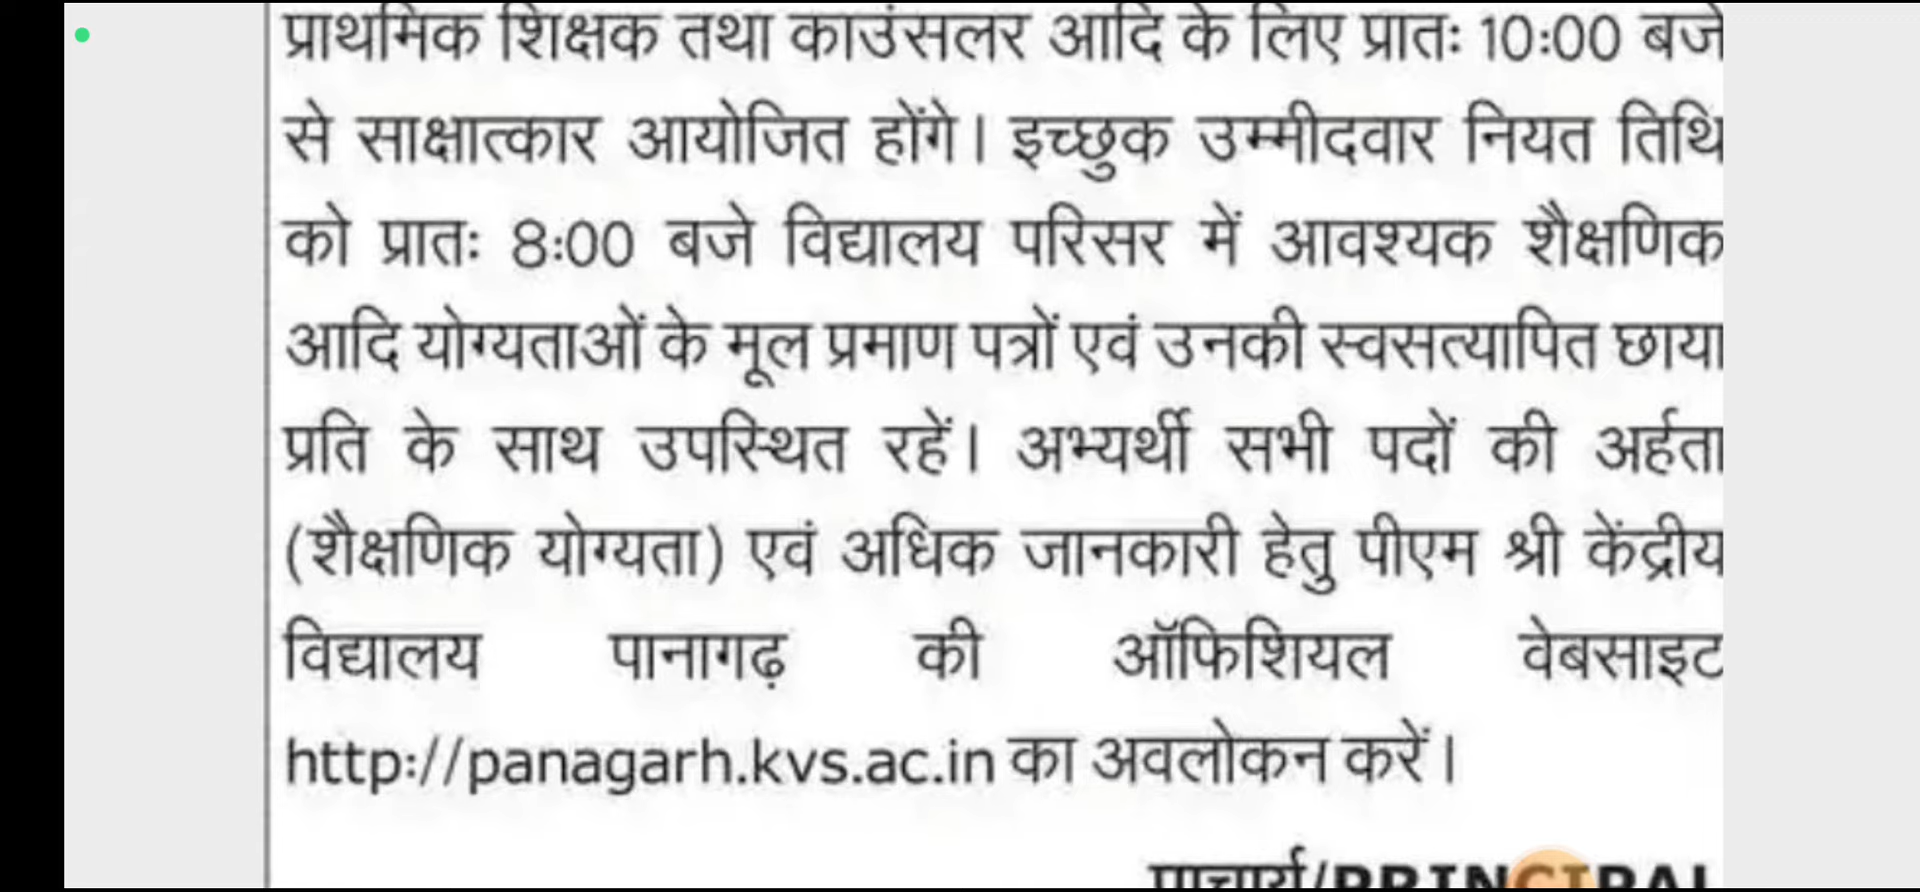 प्राथमिक शिक्षक तथा काउंसलर आदि के लिए प्रातः 10:00 बजे
से साक्षात्कार आयोजित होंगे। इच्छुक उम्मीदवार नियत तिथि
को प्रातः 8:00 बजे विद्यालय परिसर में आवश्यक शैक्षणिक
आदि योग्यताओं के मूल प्रमाण पत्रों एवं उनकी स्वसत्यापित छाया
प्रति के साथ उपस्थित रहें। अभ्यर्थी सभी पदों की अर्हता
(शैक्षणिक योग्यता) एवं अधिक जानकारी हेतु पीएम श्री केंद्रीय
विद्यालय पानागढ़ की ऑफिशियल वेबसाइट
http://panagarh.kvs.ac.in का अवलोकन करें।
प्राचार्य/PRINCIPAL